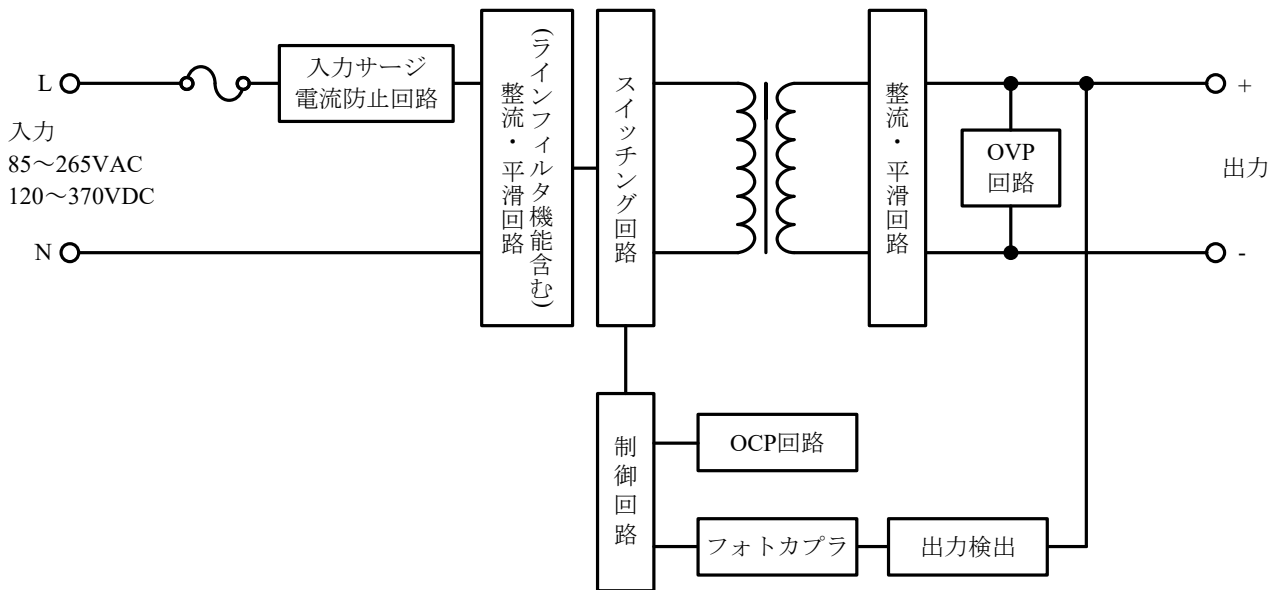 L
入力サージ
電流防止回路
入力
85～265VAC
120～370VDC
N
整流・平滑回路
(ラインフィルタ機能含む)
スイッチング回路
整流・平滑回路
OVP
回路
+
出力
-
制御回路
OCP回路
フォトカプラ
出力検出